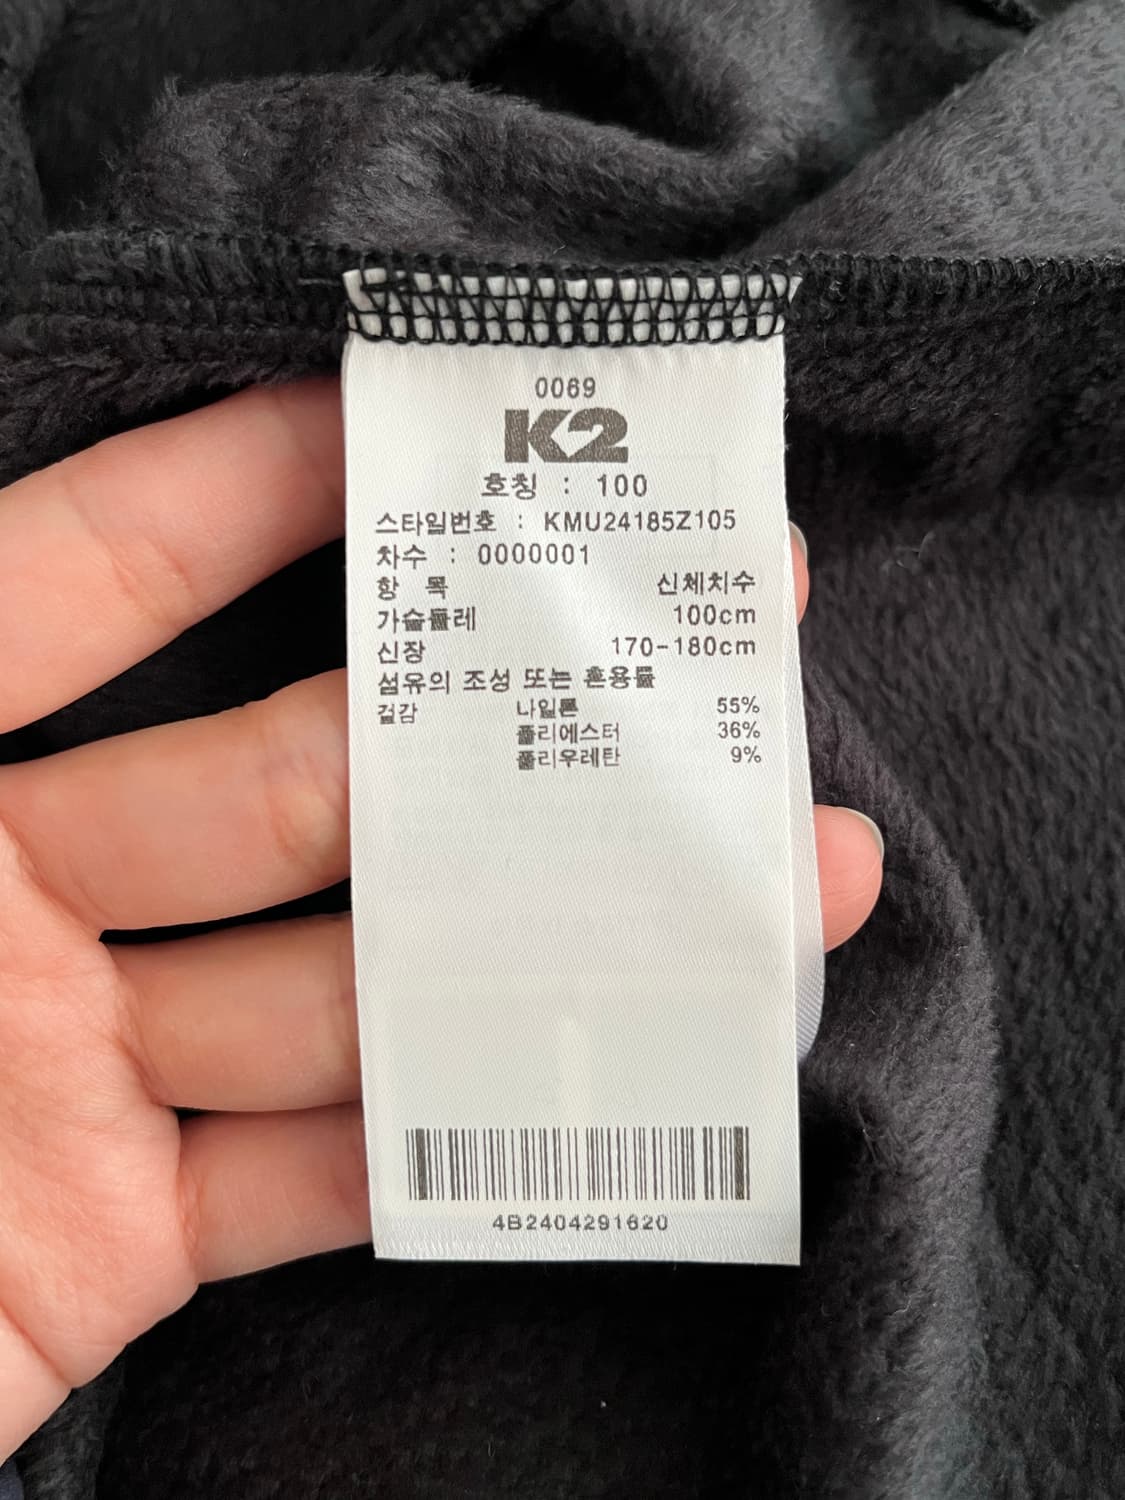 0069
K2
호칭 : 100
스타일번호 : KMU24185Z105
차수 : 0000001
항 목 신체치수
가슴둘레 100cm
신장 170-180cm
섬유의 조성 또는 혼용률
겉감 나일론 55%
폴리에스터 36%
폴리우레탄 9%
4B2404291620